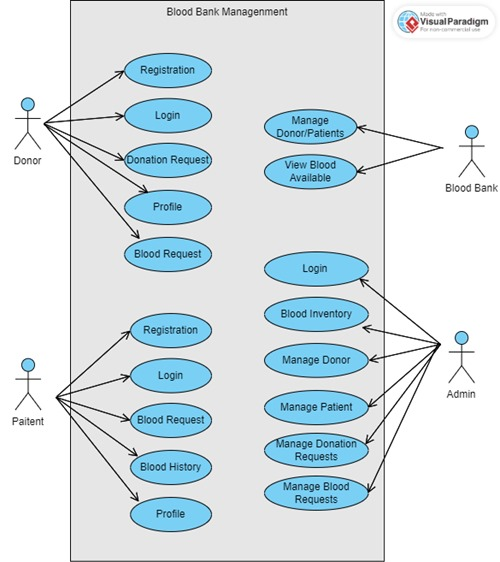 Blood Bank Managenment
Made with
Visual Paradigm
For non-commercial use
Registration
Login
Donation Request
Profile
Blood Request
Donor
Manage
Donor/Patients
View Blood
Available
Blood Bank
Registration
Login
Blood Request
Blood History
Profile
Paitent
Login
Blood Inventory
Manage Donor
Manage Patient
Manage Donation
Requests
Manage Blood
Requests
Admin